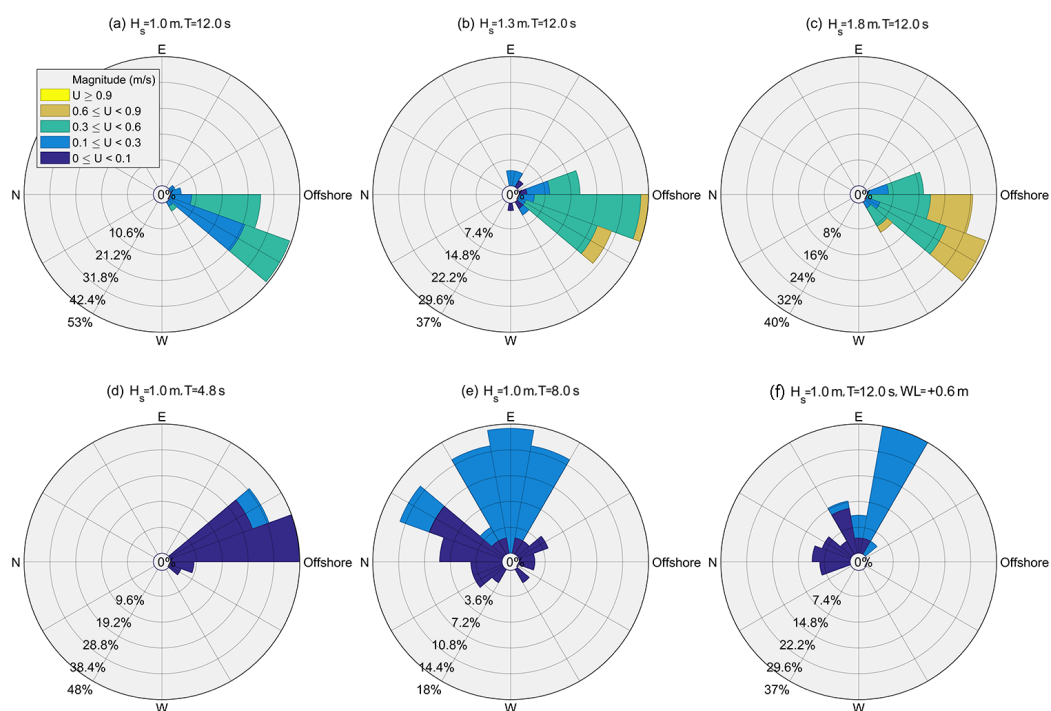 (a) Hs=1.0 m, T=12.0 s
(b) Hs=1.3 m, T=12.0 s
(c) Hs=1.8 m, T=12.0 s
E
E
E
Magnitude (m/s)
U ≥ 0.9
0.6 ≤ U < 0.9
0.3 ≤ U < 0.6
0.1 ≤ U < 0.3
0 ≤ U < 0.1
N
0%
Offshore
N
0%
Offshore
N
0%
Offshore
10.6%
21.2%
31.8%
42.4%
53%
W
7.4%
14.8%
22.2%
29.6%
37%
W
8%
16%
24%
32%
40%
W
(d) Hs=1.0 m, T=4.8 s
(e) Hs=1.0 m, T=8.0 s
(f) Hs=1.0 m, T=12.0 s, WL=+0.6 m
E
E
E
N
0%
Offshore
N
0%
Offshore
N
0%
Offshore
9.6%
19.2%
28.8%
38.4%
48%
W
3.6%
7.2%
10.8%
14.4%
18%
W
7.4%
14.8%
22.2%
29.6%
37%
W